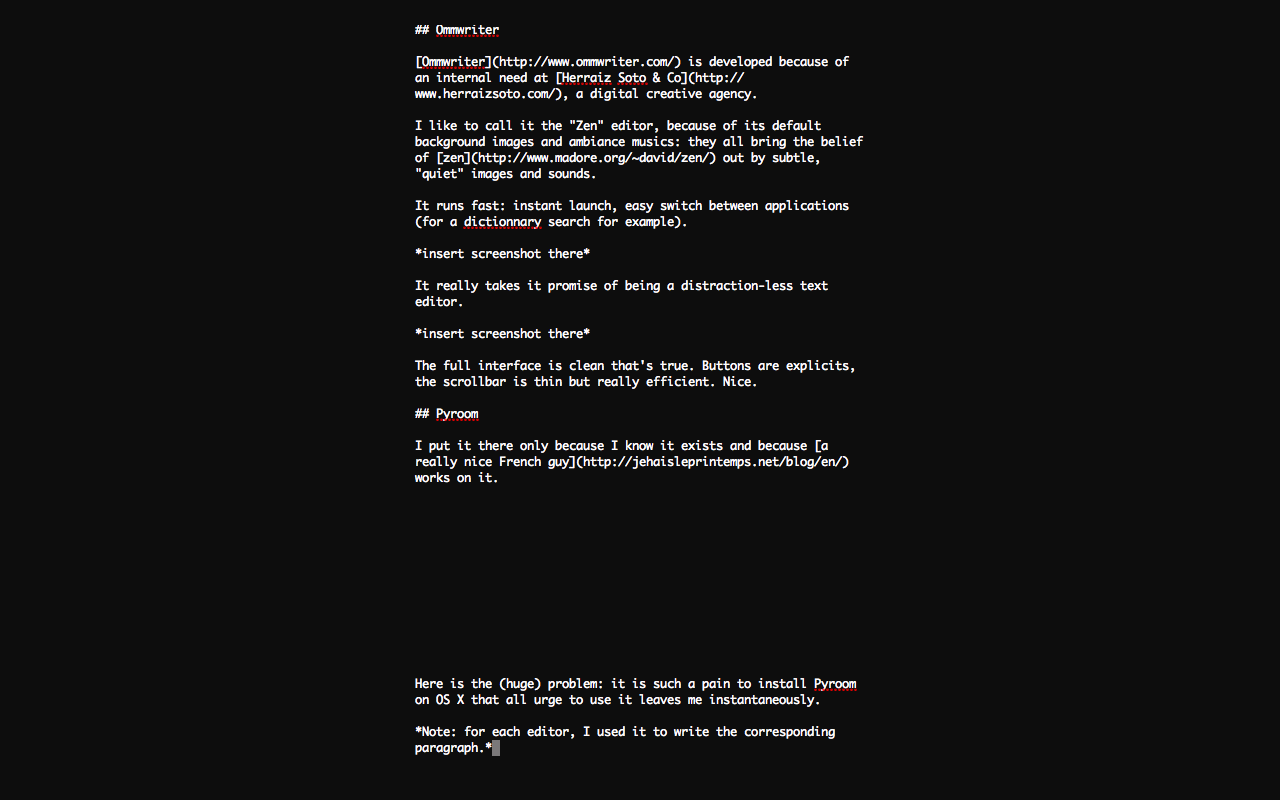 ## Ommwriter
[Ommwriter](http://www.ommwriter.com/) is developed because of
an internal need at [Herraiz Soto & Co](http://
www.herraizsoto.com/), a digital creative agency.
I like to call it the "Zen" editor, because of its default
background images and ambiance musics: they all bring the belief
of [zen](http://www.madore.org/~david/zen/) out by subtle,
"quiet" images and sounds.
It runs fast: instant launch, easy switch between applications
(for a dictionnary search for example).
*insert screenshot there*
It really takes it promise of being a distraction-less text
editor.
*insert screenshot there*
The full interface is clean that's true. Buttons are explicits,
the scrollbar is thin but really efficient. Nice.
## Pyroom
I put it there only because I know it exists and because [a
really nice French guy](http://jehaisleprintemps.net/blog/en/)
works on it.
Here is the (huge) problem: it is such a pain to install Pyroom
on OS X that all urge to use it leaves me instantaneously.
*Note: for each editor, I used it to write the corresponding
paragraph.*